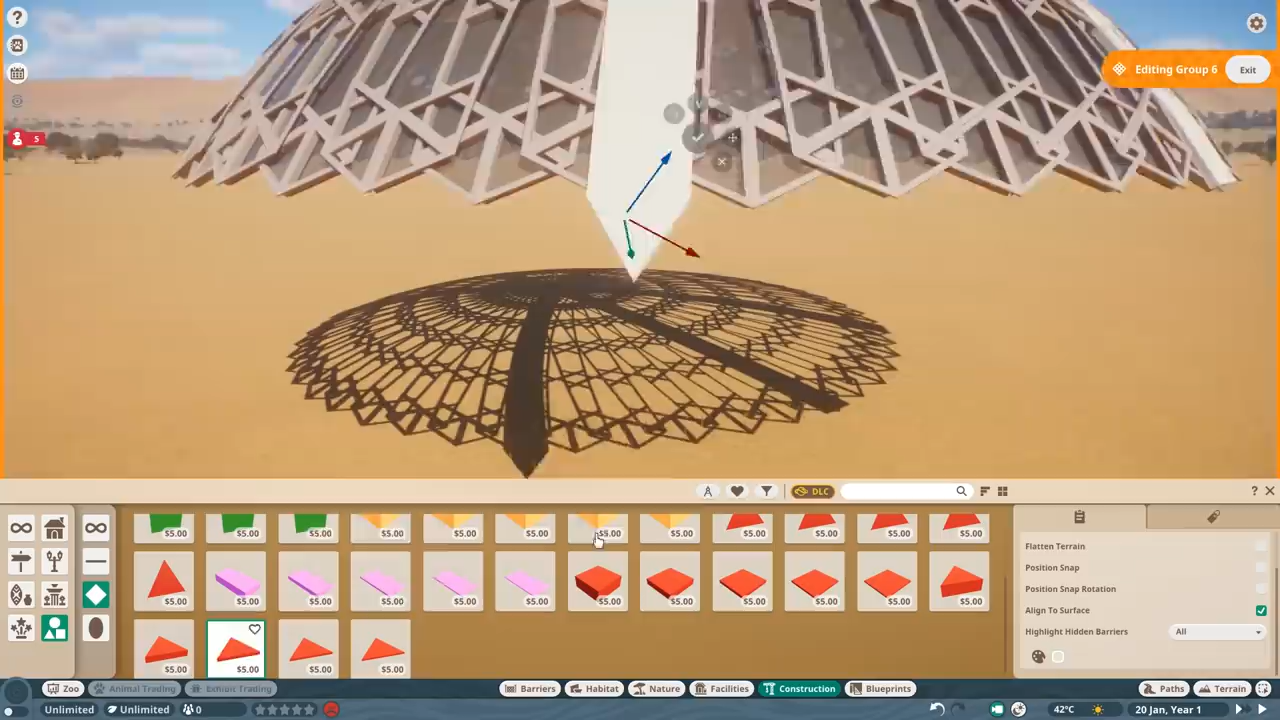 ?
Editing Group 6 Exit
5
DLC
? ×
$5.00 $5.00 $5.00 $5.00 $5.00 $5.00 $5.00 $5.00 $5.00 $5.00 $5.00 $5.00
$5.00 $5.00 $5.00 $5.00 $5.00 $5.00 $5.00 $5.00 $5.00 $5.00 $5.00 $5.00
$5.00 $5.00 $5.00 $5.00
Flatten Terrain
Position Snap
Position Snap Rotation
Align To Surface
Highlight Hidden Barriers All
Zoo Animal Trading Exhibit Trading Barriers Habitat Nature Facilities Construction Blueprints Paths Terrain
Unlimited Unlimited 0 42°C 20 Jan, Year 1